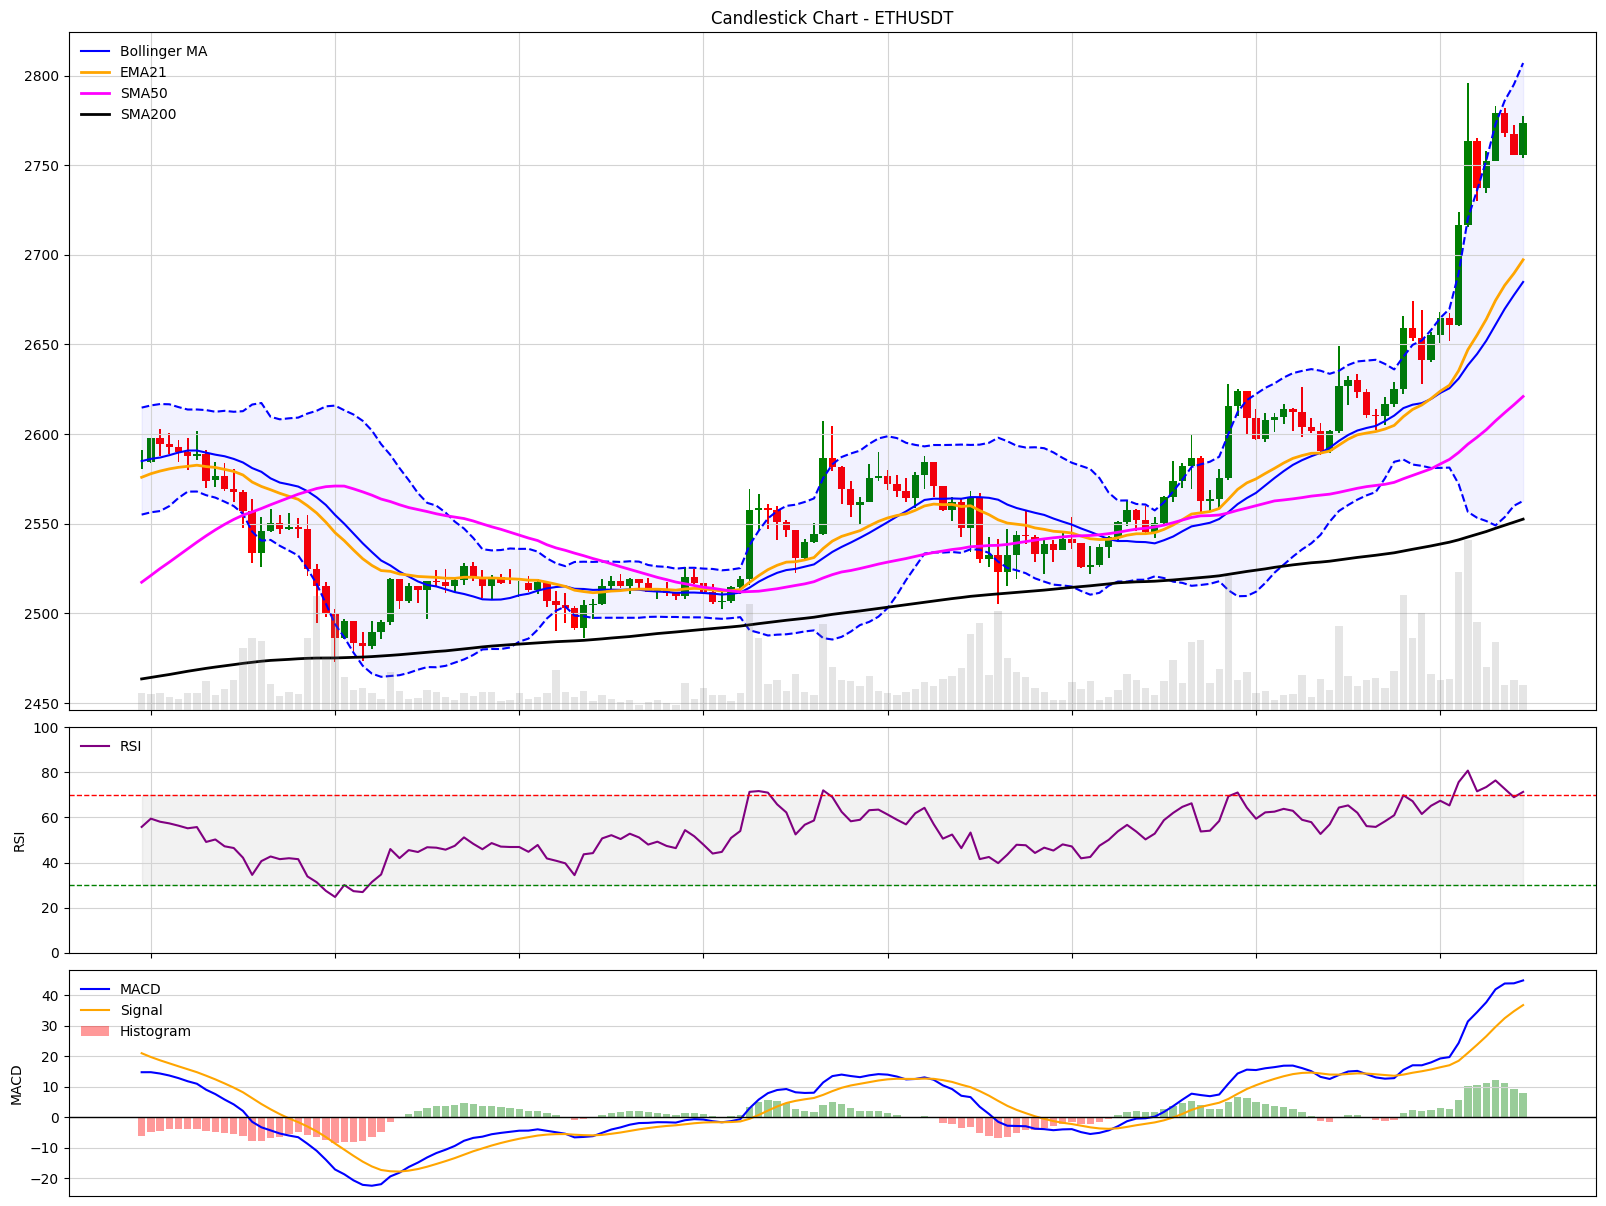 Candlestick Chart - ETHUSDT
Bollinger MA
EMA21
SMA50
SMA200
2800
2750
2700
2650
2600
2550
2500
2450
RSI
RSI
100
80
60
40
20
0
MACD
Signal
Histogram
MACD
40
30
20
10
0
−10
−20